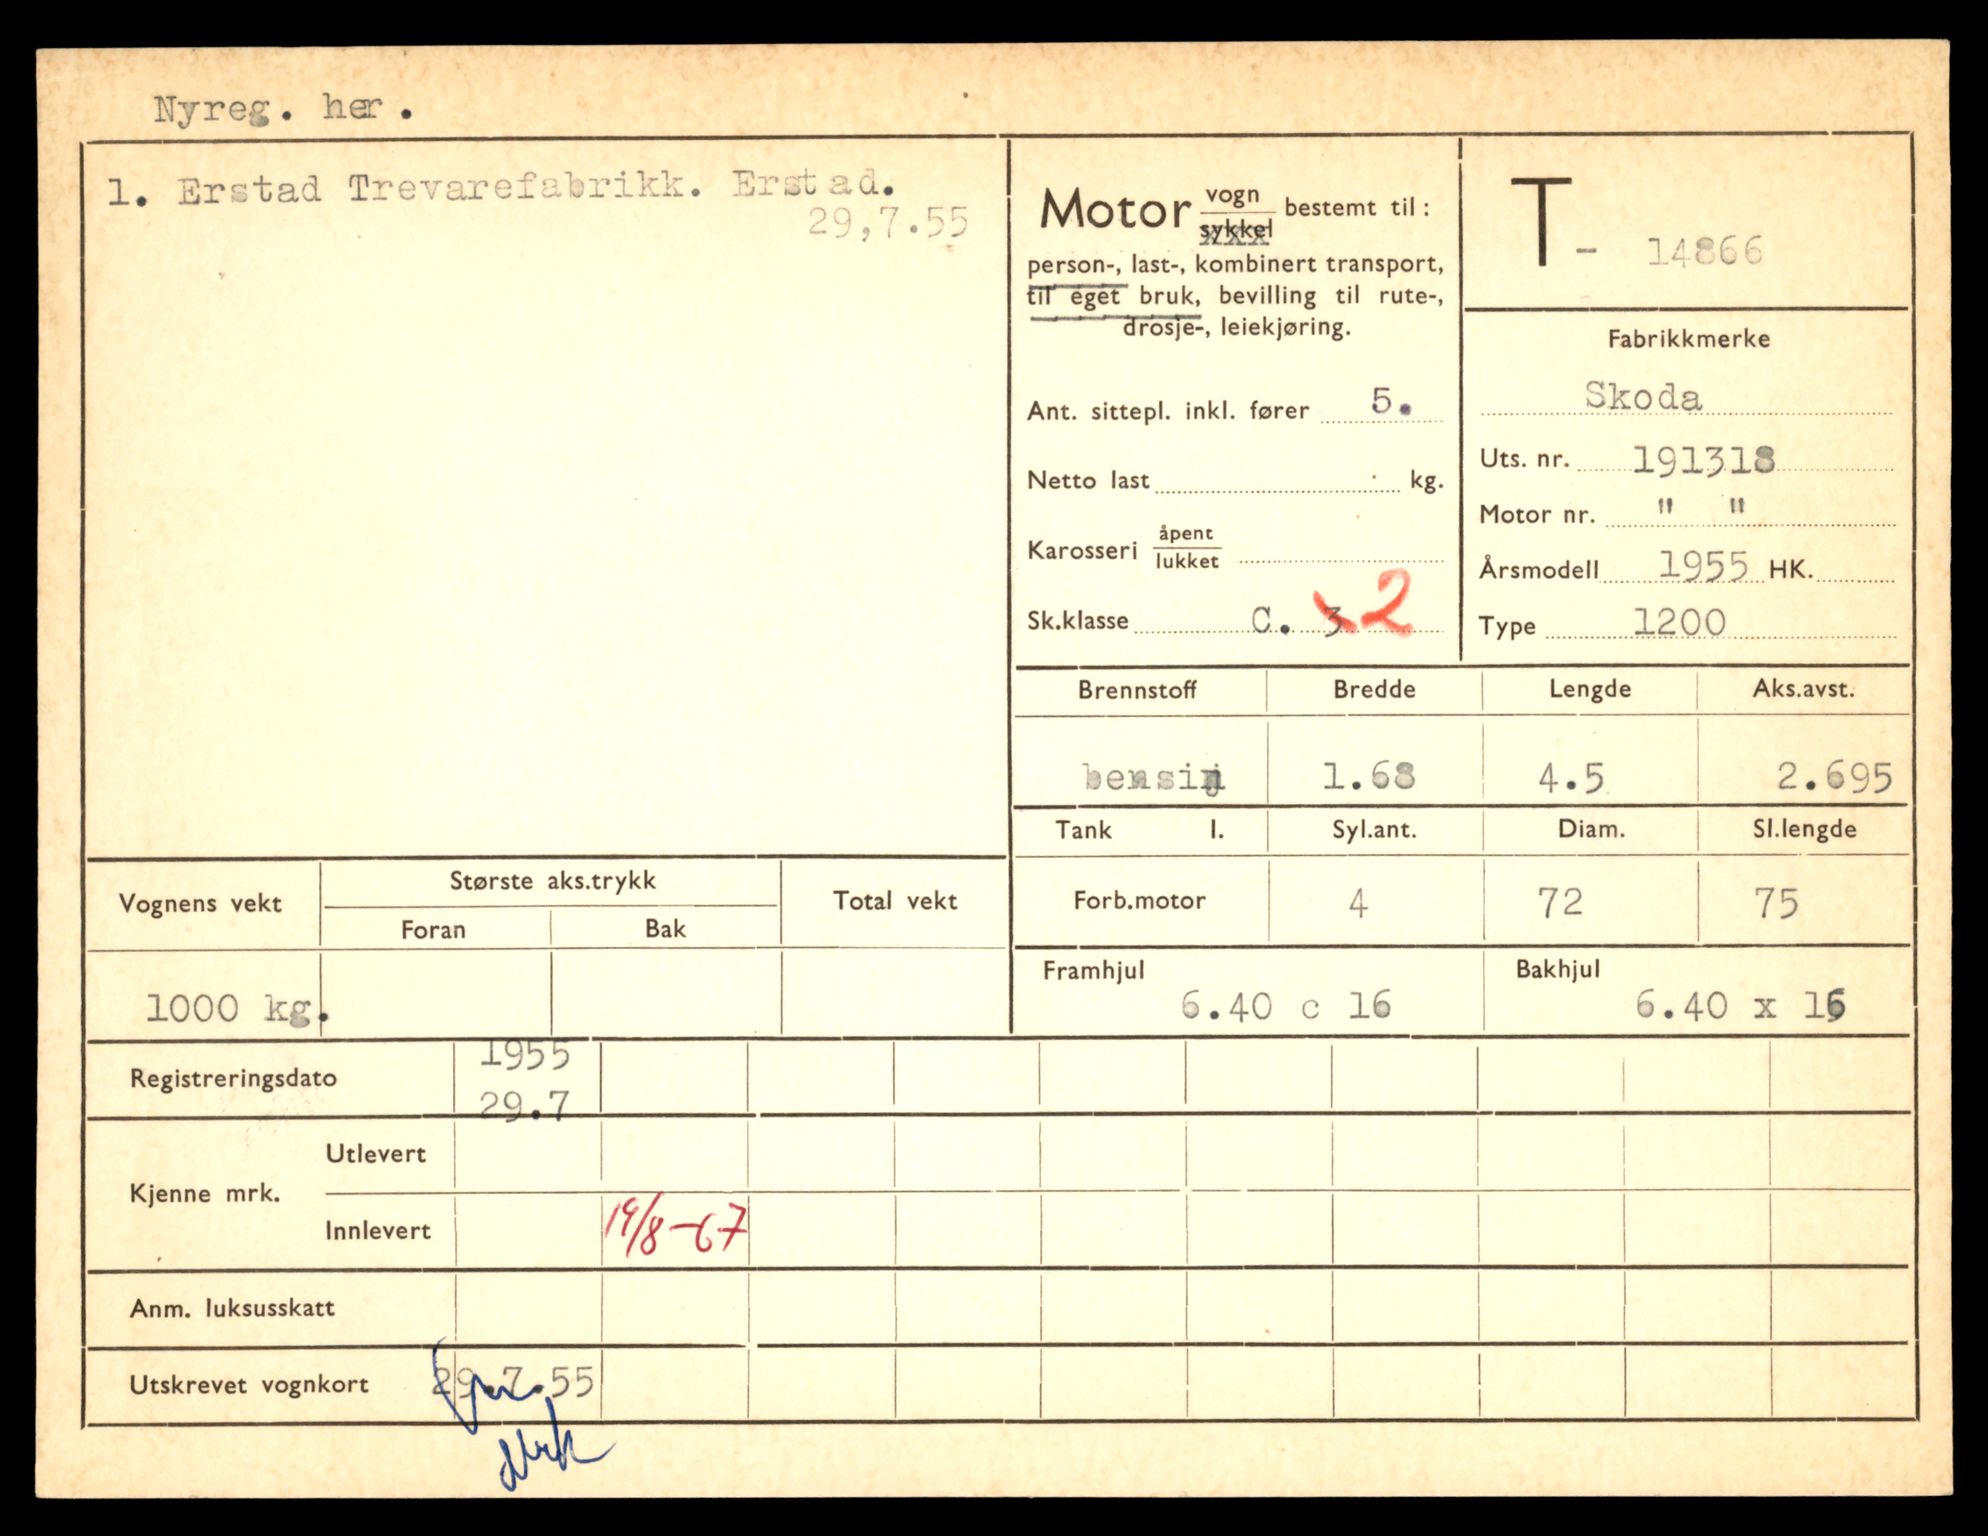 Nyreg. her.
1. Erstad Trevarefabrikk. Erstad.
29,7.55
Motor vogn bestemt til:
sykkel
person-, last-, kombinert transport,
til eget bruk, bevilling til rute-,
drosje-, leiekjøring.
Ant. sittepl. inkl. fører 5.
Netto last kg.
Karosseri åpent
lukket
Sk.klasse C. 3 2
T- 14866
Fabrikkmerke
Skoda
Uts. nr. 191318
Motor nr. " "
Årsmodell 1955 HK.
Type 1200
Brennstoff Bredde Lengde Aks.avst.
bensin 1.68 4.5 2.695
Tank l. Syl.ant. Diam. Sl.lengde
Forb.motor 4 72 75
Framhjul Bakhjul
6.40 c 16 6.40 x 16
Vognens vekt Største aks.trykk Total vekt
Foran Bak
1000 kg.
Registreringsdato 1955
29.7
Kjenne mrk. Utlevert
Innlevert 19/8-67
Anm. luksusskatt
Utskrevet vognkort 29.7.55